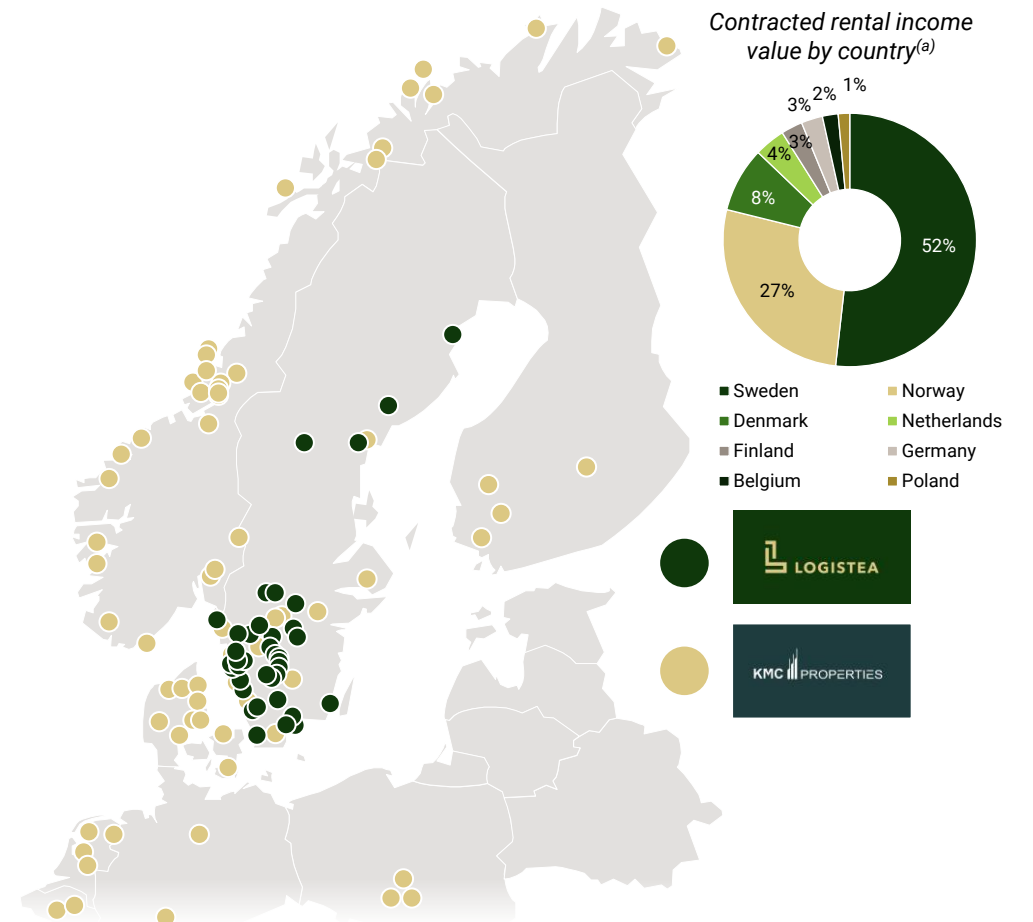 Contracted rental income
value by country(a)
1%
2%
3%
3%
4%
8%
52%
27%
Sweden
Norway
Denmark
Netherlands
Finland
Germany
Belgium
Poland
LOGISTEA
KMC PROPERTIES